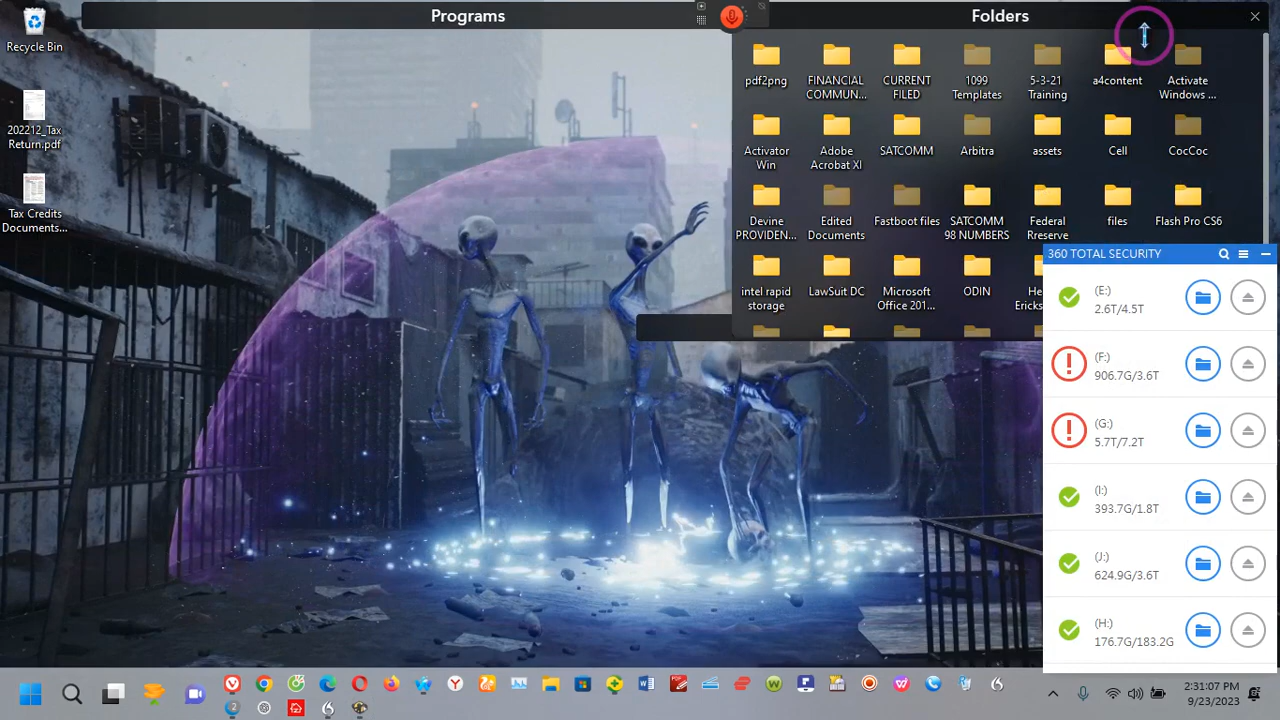 Programs
Folders
Recycle Bin
202212_Tax
Return.pdf
Tax Credits
Documents...
pdf2png
FINANCIAL
COMMUN...
CURRENT
FILED
1099
Templates
5-3-21
Training
a4content
Activate
Windows ...
Activator
Win
Adobe
Acrobat XI
SATCOMM
Arbitra
assets
Cell
CocCoc
Devine
PROVIDEN...
Edited
Documents
Fastboot files
SATCOMM
98 NUMBERS
Federal
Rreserve
files
Flash Pro CS6
intel rapid
storage
LawSuit DC
Microsoft
Office 201...
ODIN
He
Ericks
360 TOTAL SECURITY
(E:)
2.6T/4.5T
(F:)
906.7G/3.6T
(G:)
5.7T/7.2T
(I:)
393.7G/1.8T
(J:)
624.9G/3.6T
(H:)
176.7G/183.2G
2:31:07 PM
9/23/2023